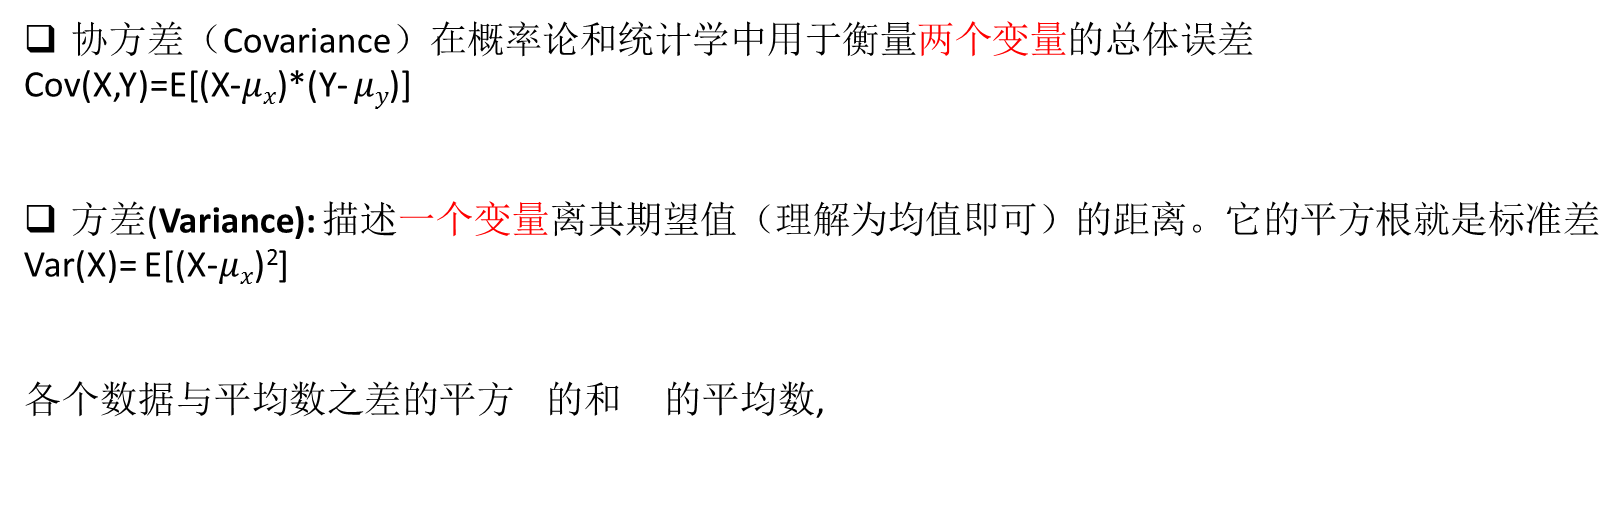 ❑ 协方差（Covariance）在概率论和统计学中用于衡量两个变量的总体误差
Cov(X,Y)=E[(X-𝜇ₓ)*(Y- 𝜇ᵧ)]
❑ 方差(Variance): 描述一个变量离其期望值（理解为均值即可）的距离。它的平方根就是标准差
Var(X)= E[(X-𝜇ₓ)²]
各个数据与平均数之差的平方 的和 的平均数,